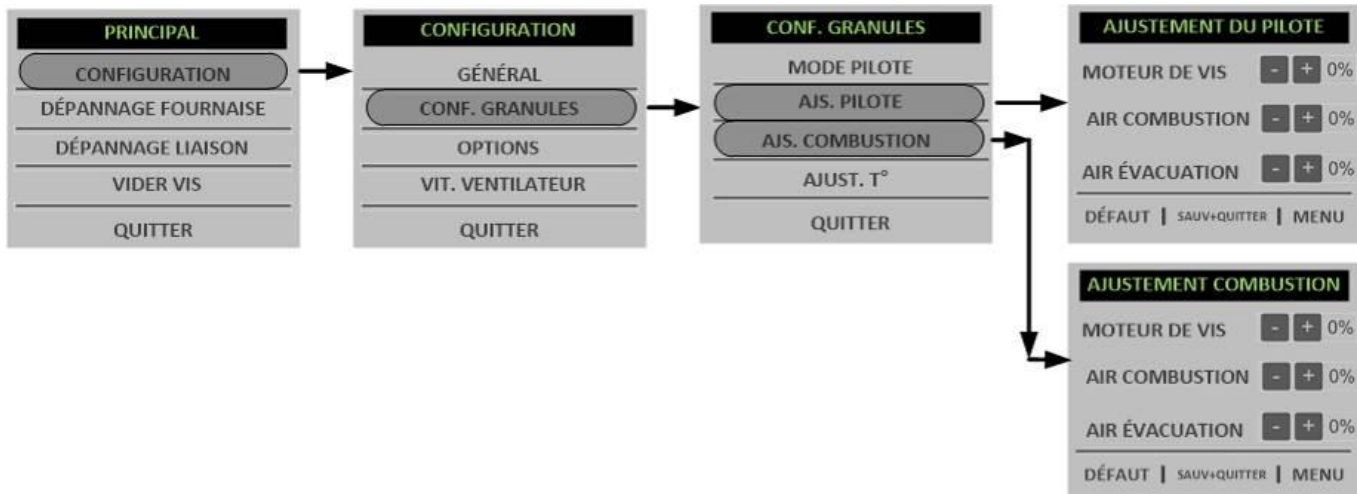 PRINCIPAL
CONFIGURATION
DÉPANNAGE FOURNAISE
DÉPANNAGE LIAISON
VIDER VIS
QUITTER
CONFIGURATION
GÉNÉRAL
CONF. GRANULES
OPTIONS
VIT. VENTILATEUR
QUITTER
CONF. GRANULES
MODE PILOTE
AJS. PILOTE
AJS. COMBUSTION
AJUST. T°
QUITTER
AJUSTEMENT DU PILOTE
MOTEUR DE VIS - + 0%
AIR COMBUSTION - + 0%
AIR ÉVACUATION - + 0%
DÉFAUT | SAUV+QUITTER | MENU
AJUSTEMENT COMBUSTION
MOTEUR DE VIS - + 0%
AIR COMBUSTION - + 0%
AIR ÉVACUATION - + 0%
DÉFAUT | SAUV+QUITTER | MENU